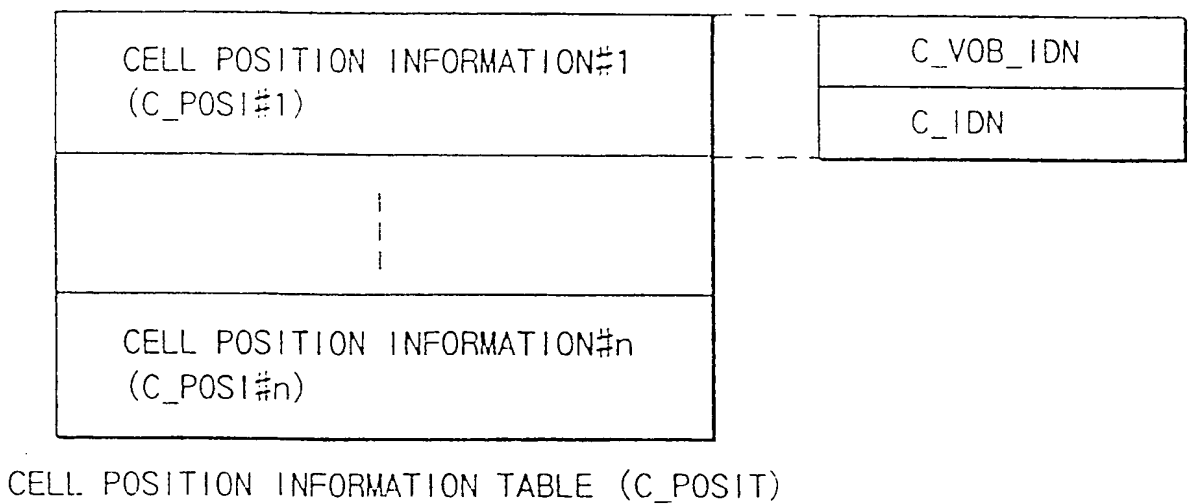 CELL POSITION INFORMATION#1
(C_POSI#1)
C_VOB_IDN
C_IDN
CELL POSITION INFORMATION#n
(C_POSI#n)
CELL POSITION INFORMATION TABLE (C_POSIT)